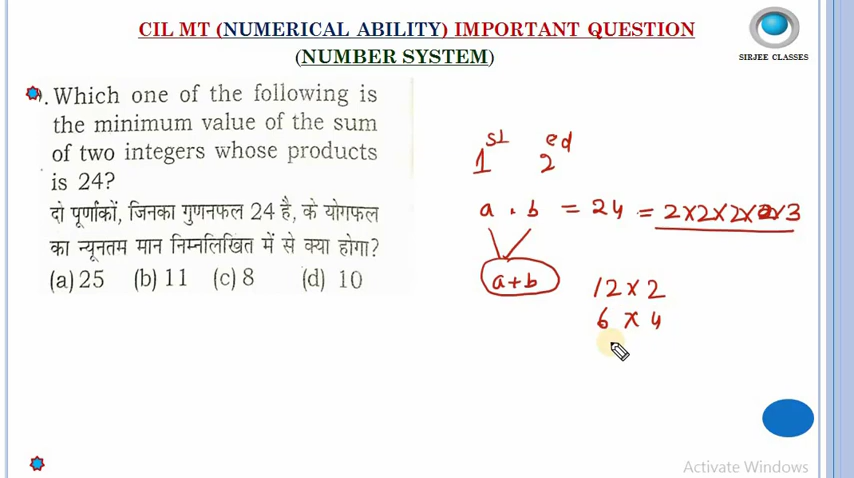 CIL MT (NUMERICAL ABILITY) IMPORTANT QUESTION
(NUMBER SYSTEM)
SIRJEE CLASSES
). Which one of the following is
the minimum value of the sum
of two integers whose products
is 24?
दो पूर्णांकों, जिनका गुणनफल 24 है, के योगफल
का न्यूनतम मान निम्नलिखित में से क्या होगा?
(a) 25 (b) 11 (c) 8 (d) 10
1st 2ed
a . b = 24 = 2×2×2×3
a+b
12 × 2
6 × 4
Activate Windows